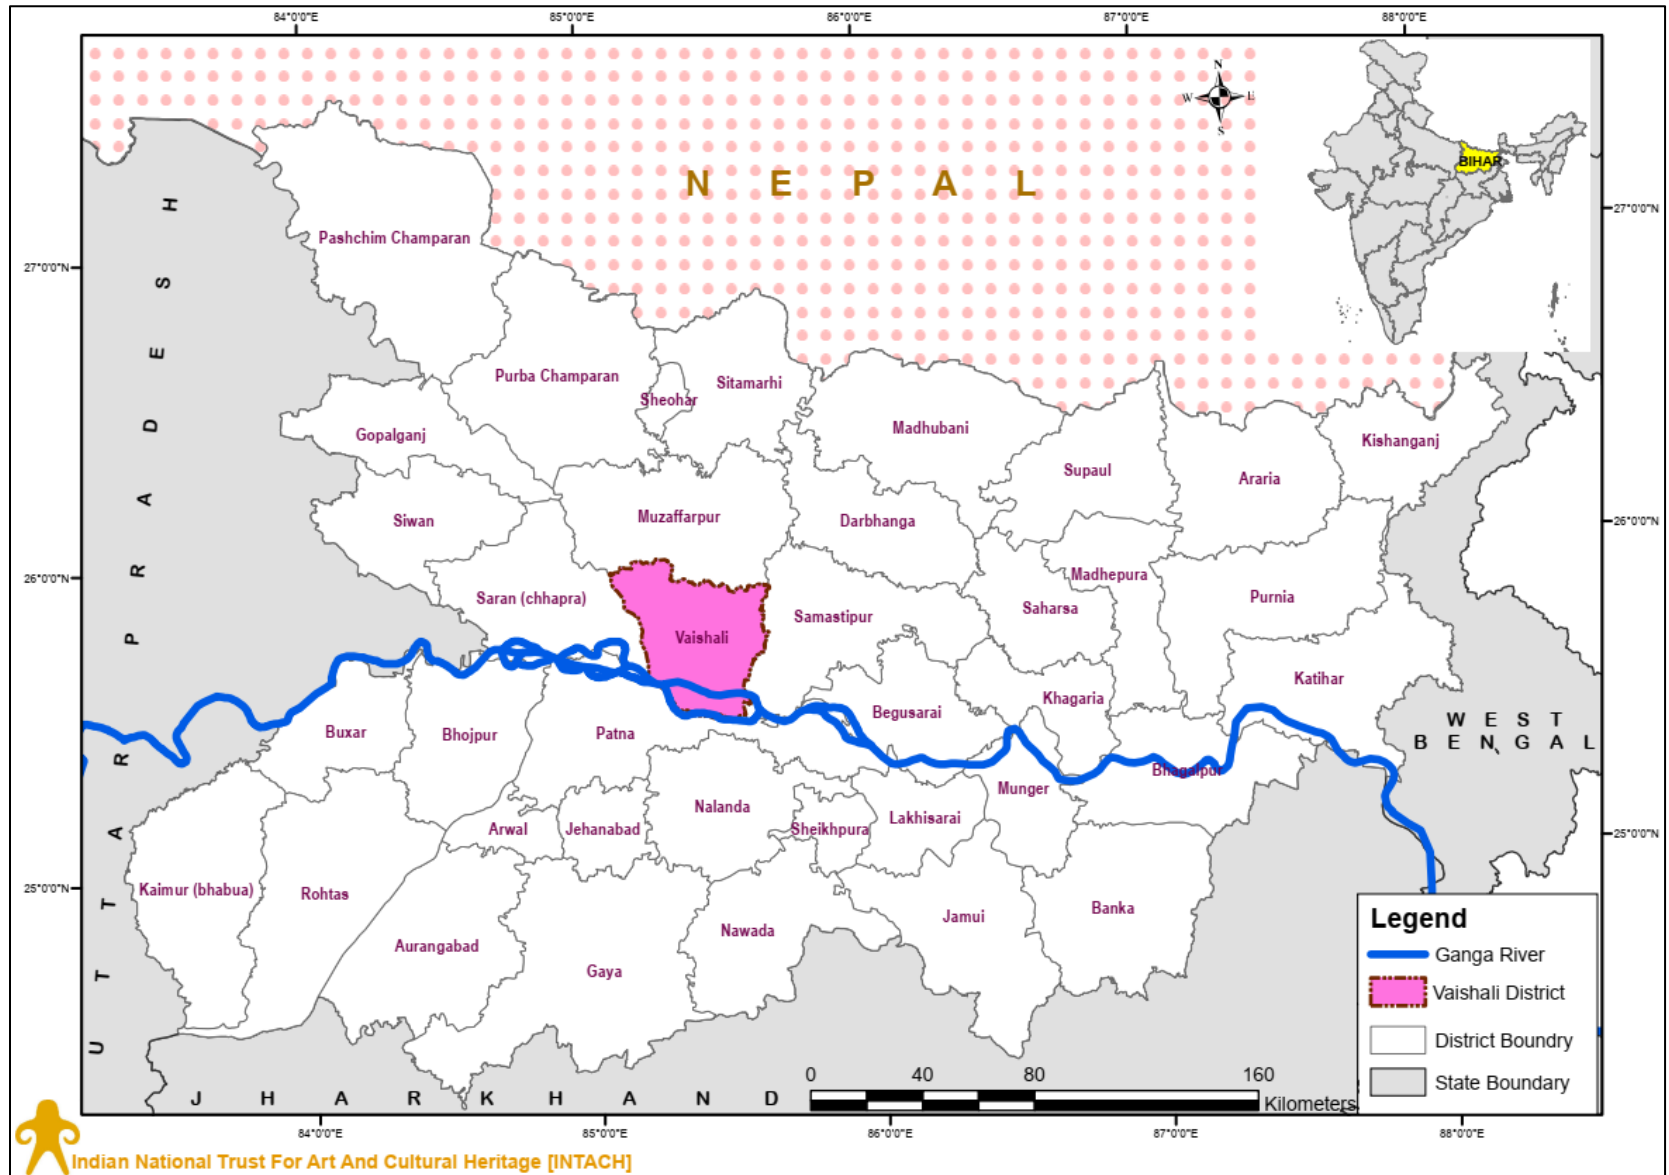 84°0'0"E
85°0'0"E
86°0'0"E
87°0'0"E
88°0'0"E
N
W
E
S
BIHAR
NEPAL
27°0'0"N
27°0'0"N
Pashchim Champaran
Purba Champaran
Sheohar
Sitamarhi
Gopalganj
Madhubani
Kishanganj
Supaul
Araria
Siwan
Muzaffarpur
Darbhanga
26°0'0"N
26°0'0"N
Madhepura
Saran (chhapra)
Saharsa
Purnia
Vaishali
Samastipur
Katihar
Khagaria
Begusarai
WEST
BENGAL
Buxar
Bhojpur
Patna
Bhagalpur
Munger
Nalanda
Lakhisarai
Arwal
Jehanabad
Sheikhpura
25°0'0"N
25°0'0"N
Kaimur (bhabua)
Rohtas
Banka
Jamui
Nawada
Aurangabad
Gaya
UTTAR PRADESH
JHARKHAND
Legend
Ganga River
Vaishali District
District Boundry
State Boundary
0 40 80 160
Kilometers
84°0'0"E
85°0'0"E
86°0'0"E
87°0'0"E
88°0'0"E
Indian National Trust For Art And Cultural Heritage [INTACH]